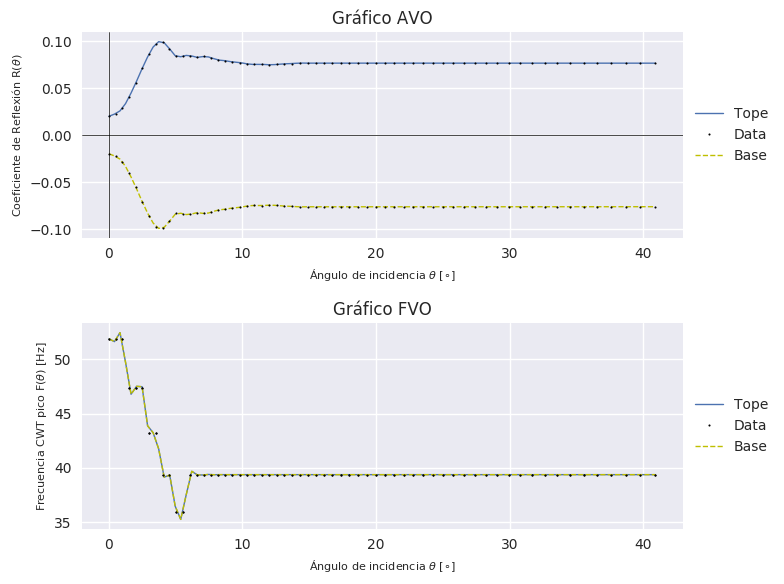 Gráfico AVO
Coeficiente de Reflexión R(θ)
0.10
0.05
0.00
−0.05
−0.10
0
10
20
30
40
Ángulo de incidencia θ [∘]
Tope
Data
Base
Gráfico FVO
Frecuencia CWT pico F(θ) [Hz]
50
45
40
35
0
10
20
30
40
Ángulo de incidencia θ [∘]
Tope
Data
Base